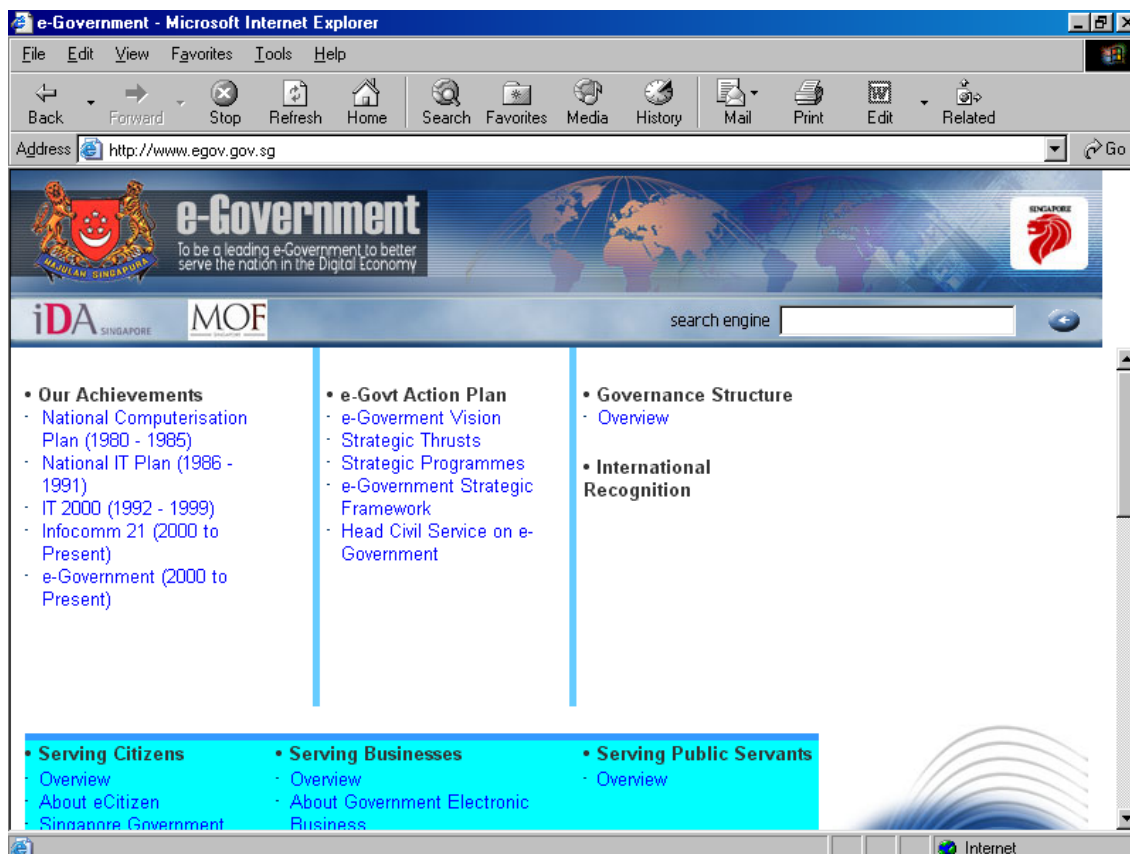 e-Government - Microsoft Internet Explorer
File Edit View Favorites Tools Help
Back Forward Stop Refresh Home Search Favorites Media History Mail Print Edit Related
Address http://www.egov.gov.sg Go
e-Government
To be a leading e-Government to better
serve the nation in the Digital Economy
MAJULAH SINGAPURA
SINGAPORE
iDA SINGAPORE MOF
search engine
• Our Achievements
· National Computerisation
Plan (1980 - 1985)
· National IT Plan (1986 -
1991)
· IT 2000 (1992 - 1999)
· Infocomm 21 (2000 to
Present)
· e-Government (2000 to
Present)
• e-Govt Action Plan
· e-Goverment Vision
· Strategic Thrusts
· Strategic Programmes
· e-Government Strategic
Framework
· Head Civil Service on e-
Government
• Governance Structure
· Overview
• International
Recognition
• Serving Citizens
· Overview
· About eCitizen
· Singapore Government
• Serving Businesses
· Overview
· About Government Electronic
Business
• Serving Public Servants
· Overview
Internet